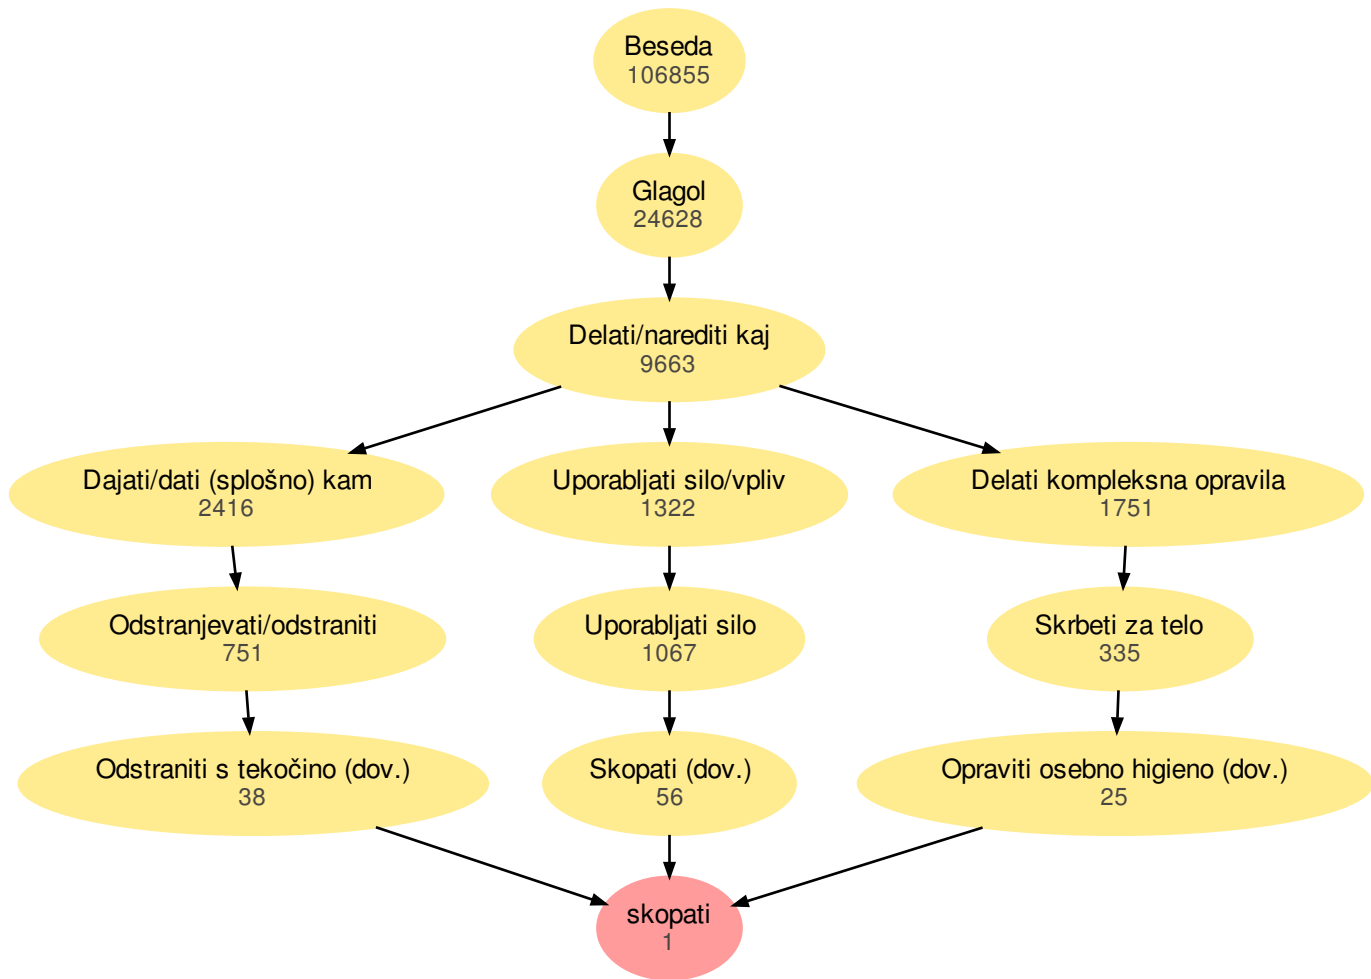 Beseda
106855
Glagol
24628
Delati/narediti kaj
9663
Dajati/dati (splošno) kam
2416
Uporabljati silo/vpliv
1322
Delati kompleksna opravila
1751
Odstranjevati/odstraniti
751
Uporabljati silo
1067
Skrbeti za telo
335
Odstraniti s tekočino (dov.)
38
Skopati (dov.)
56
Opraviti osebno higieno (dov.)
25
skopati
1